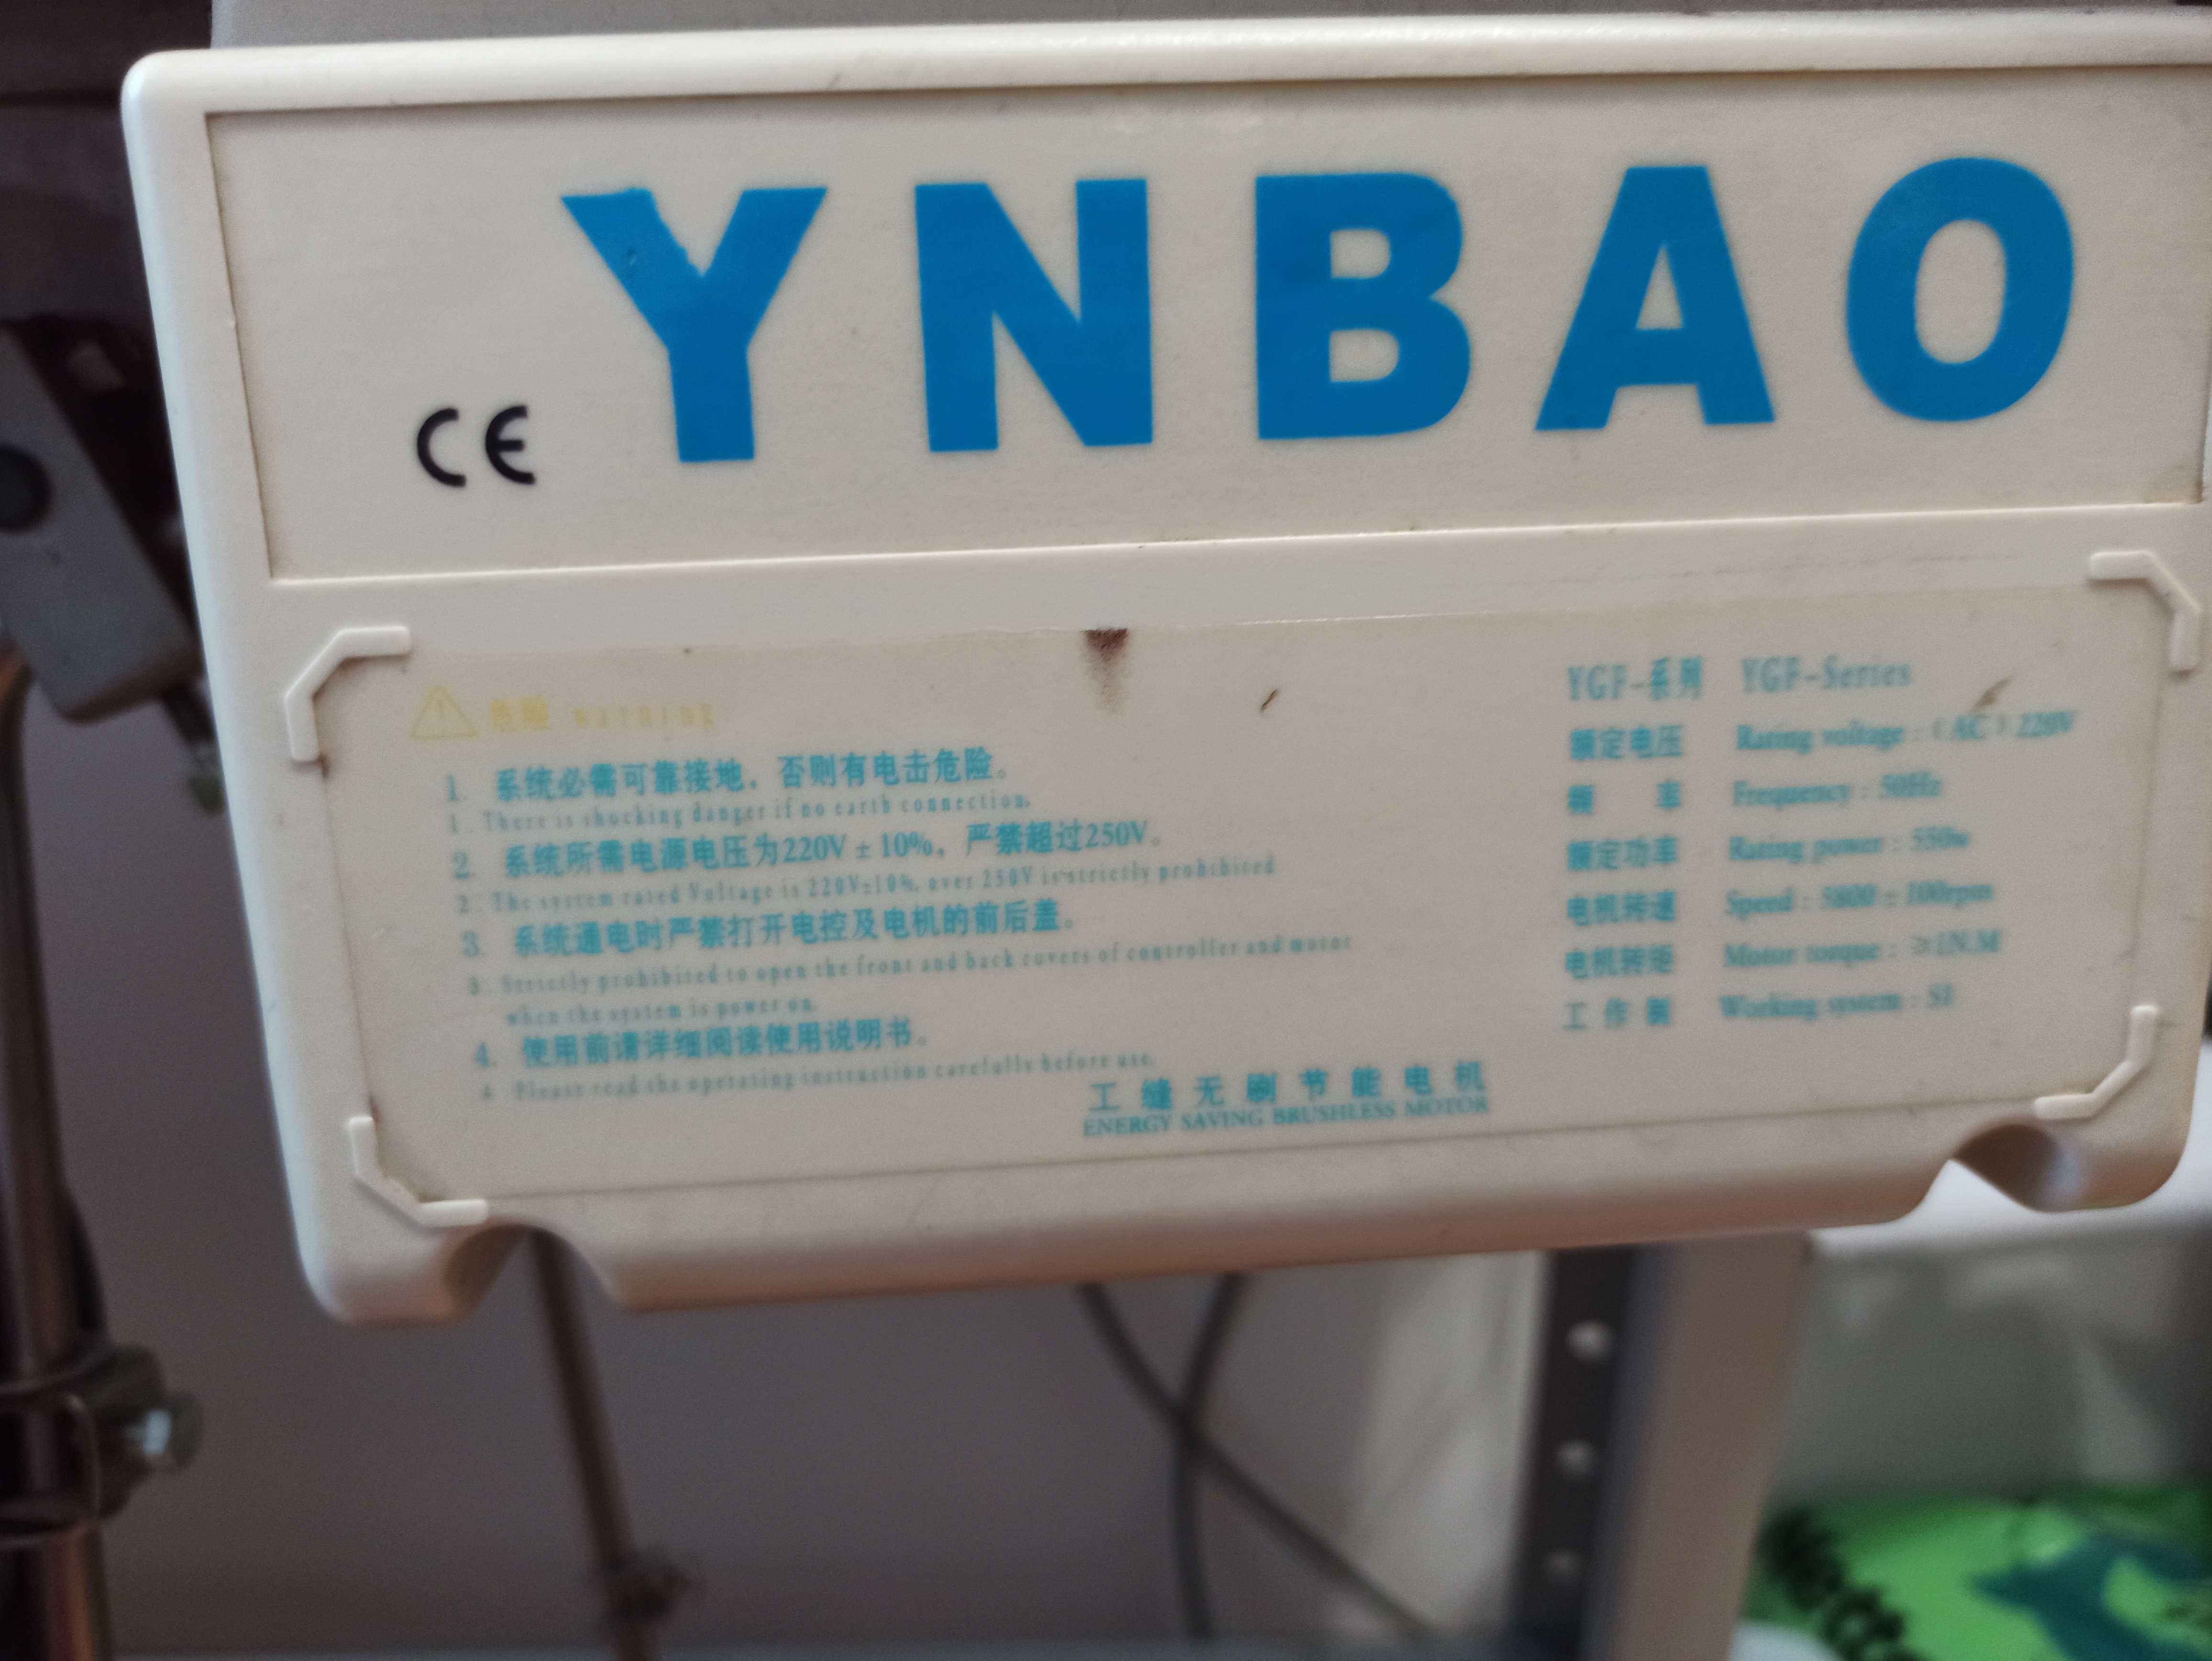 YNBAO
CE
危险 warning
1. 系统必需可靠接地，否则有电击危险。
1. There is shocking danger if no earth connection.
2. 系统所需电源电压为220V ± 10%，严禁超过250V。
2. The system rated Voltage is 220V±10%, over 250V is strictly prohibited
3. 系统通电时严禁打开电控及电机的前后盖。
3. Strictly prohibited to open the front and back covers of controller and motor
when the system is power on.
4. 使用前请详细阅读使用说明书。
4. Please read the operating instruction carefully before use.
工缝无刷节能电机
ENERGY SAVING BRUSHLESS MOTOR
YGF-系列 YGF-Series
额定电压 Rating voltage : (AC) 220V
频 率 Frequency : 50Hz
额定功率 Rating power : 550w
电机转速 Speed : 5800 ± 100rpm
电机转矩 Motor torque : ≥1N.M
工 作 制 Working system : S1